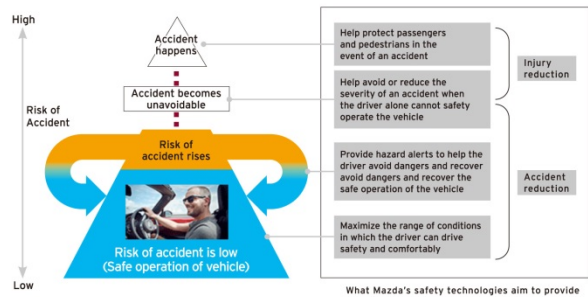 High
Risk of
Accident
Low
Accident
happens
Accident becomes
unavoidable
Risk of
accident rises
Risk of accident is low
(Safe operation of vehicle)
Help protect passengers
and pedestrians in the
event of an accident
Help avoid or reduce the
severity of an accident when
the driver alone cannot safety
operate the vehicle
Provide hazard alerts to help the
driver avoid dangers and recover
avoid dangers and recover the
safe operation of the vehicle
Maximize the range of conditions
in which the driver can drive
safety and comfortably
Injury
reduction
Accident
reduction
What Mazda's safety technologies aim to provide